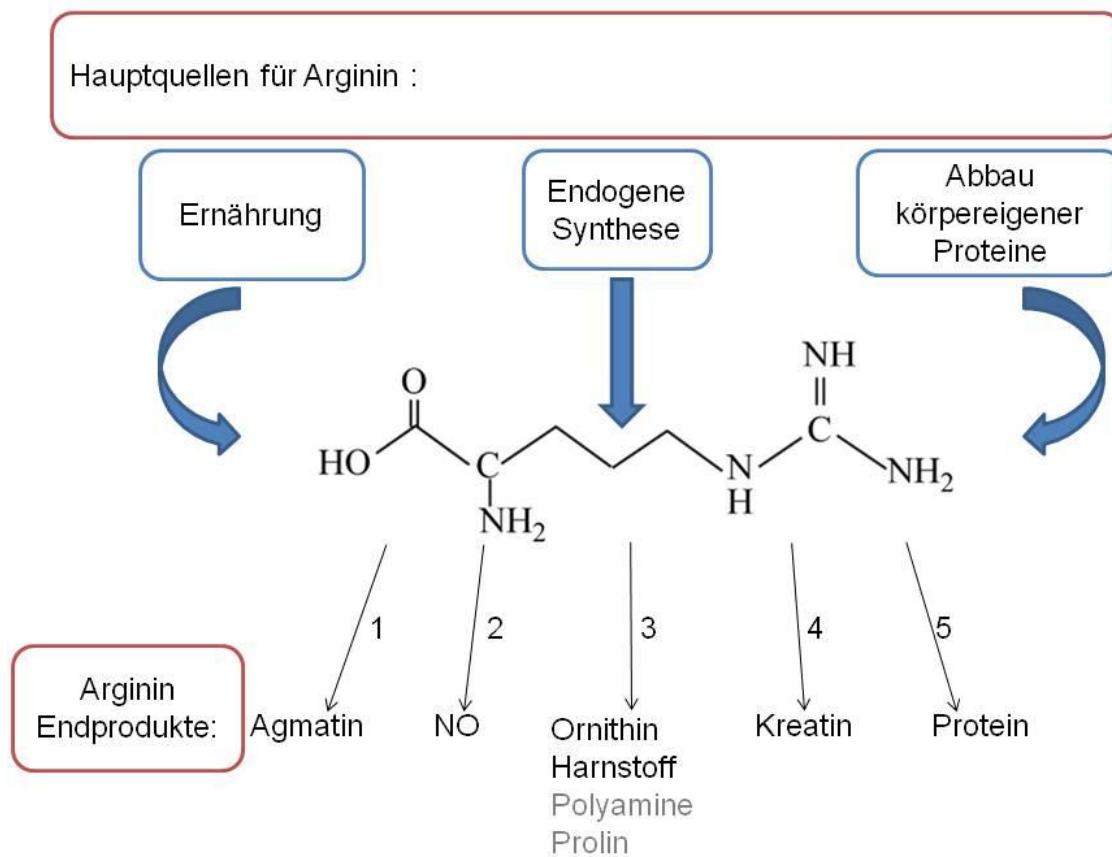 Hauptquellen für Arginin :
Ernährung
Endogene
Synthese
Abbau
körpereigener
Proteine
O
HO
C
NH₂
N
H
NH
C
NH₂
1
2
3
4
5
Arginin
Endprodukte:
Agmatin
NO
Ornithin
Harnstoff
Polyamine
Prolin
Kreatin
Protein